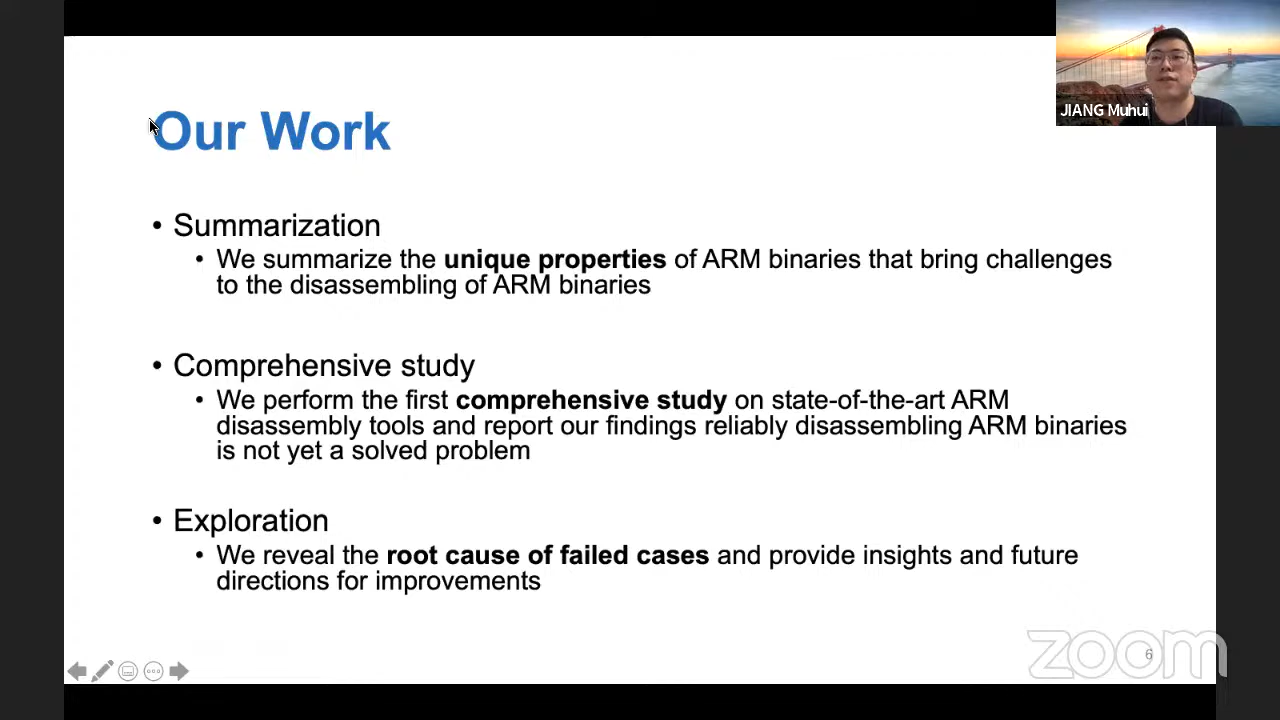 JIANG Muhui
Our Work
• Summarization
• We summarize the unique properties of ARM binaries that bring challenges
to the disassembling of ARM binaries
• Comprehensive study
• We perform the first comprehensive study on state-of-the-art ARM
disassembly tools and report our findings reliably disassembling ARM binaries
is not yet a solved problem
• Exploration
• We reveal the root cause of failed cases and provide insights and future
directions for improvements
zoom
6